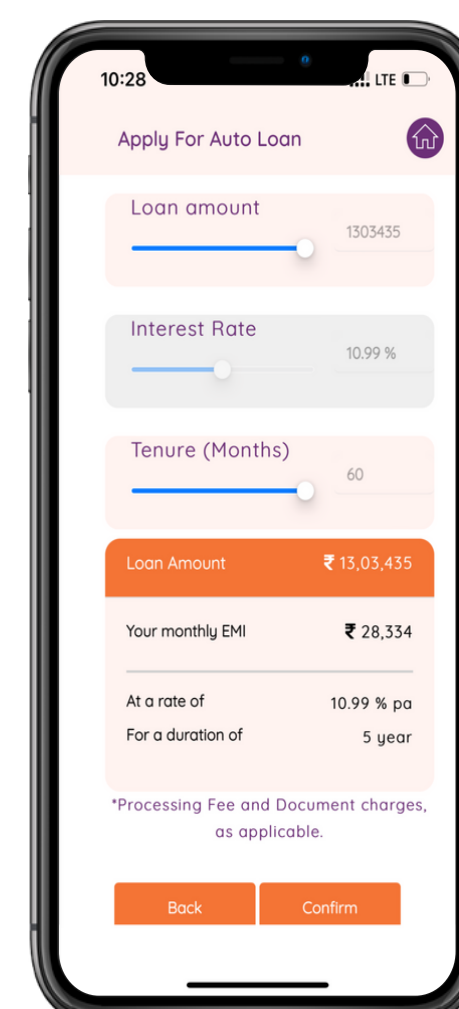 10:28
LTE
Apply For Auto Loan
Loan amount
1303435
Interest Rate
10.99 %
Tenure (Months)
60
Loan Amount ₹ 13,03,435
Your monthly EMI ₹ 28,334
At a rate of 10.99 % pa
For a duration of 5 year
*Processing Fee and Document charges,
as applicable.
Back Confirm